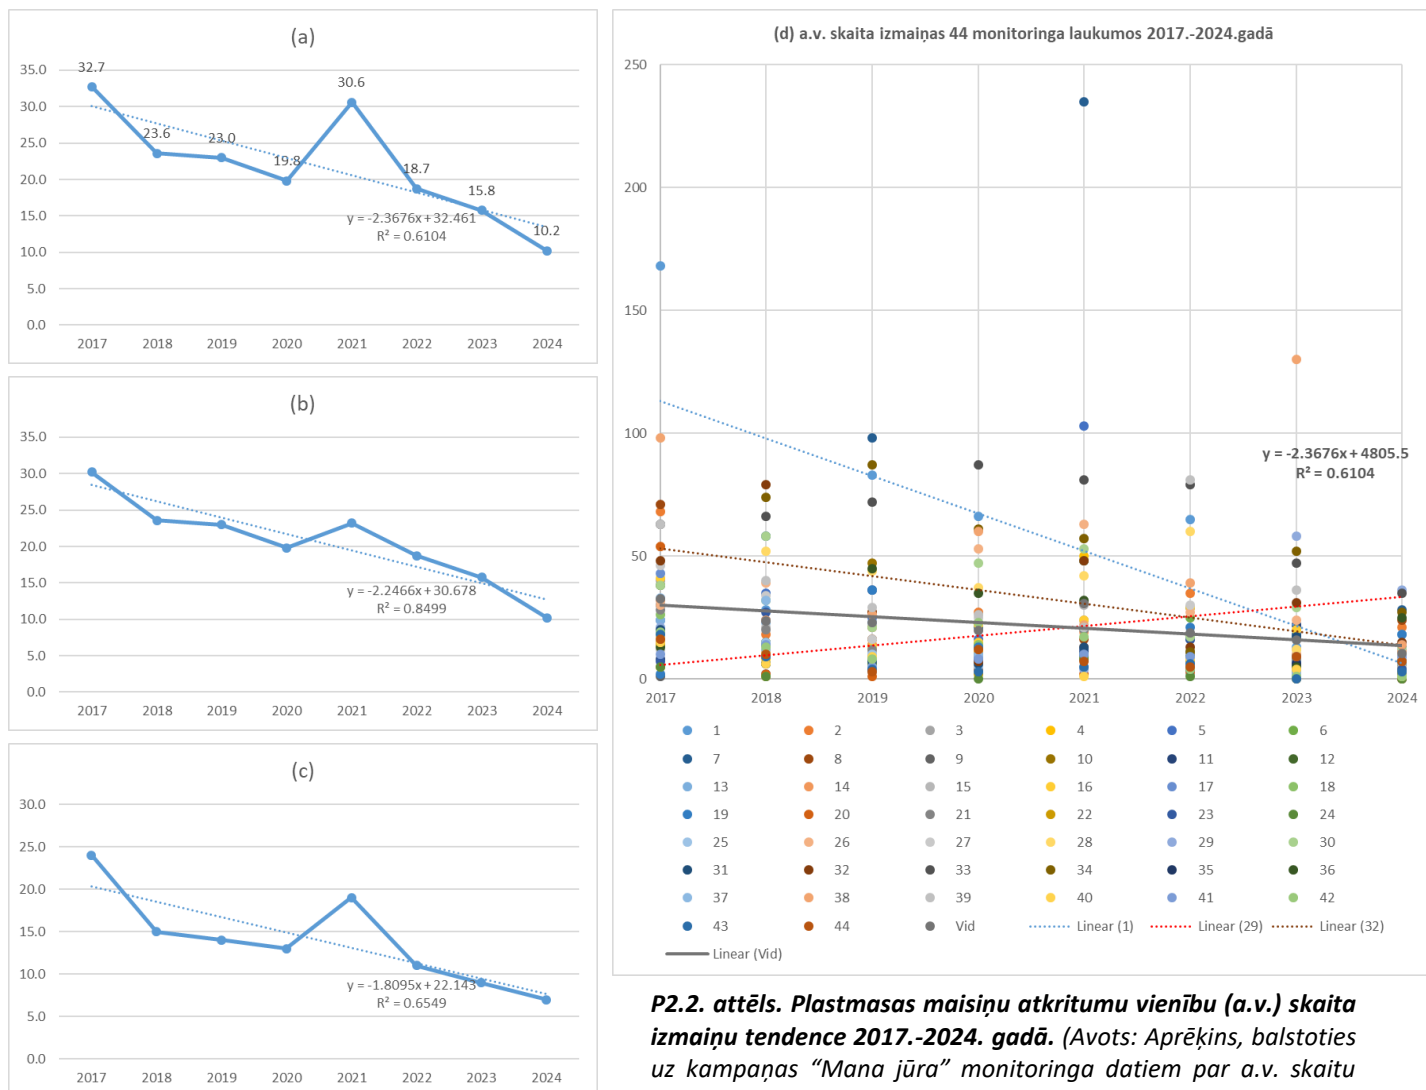 (a)
35.0
30.0
25.0
20.0
15.0
10.0
5.0
0.0
32.7
23.6
23.0
19.8
30.6
18.7
15.8
10.2
y = -2.3676x + 32.461
R² = 0.6104
2017 2018 2019 2020 2021 2022 2023 2024
(b)
35.0
30.0
25.0
20.0
15.0
10.0
5.0
0.0
y = -2.2466x + 30.678
R² = 0.8499
2017 2018 2019 2020 2021 2022 2023 2024
(c)
30.0
25.0
20.0
15.0
10.0
5.0
0.0
y = -1.8095x + 22.143
R² = 0.6549
2017 2018 2019 2020 2021 2022 2023 2024
(d) a.v. skaita izmaiņas 44 monitoringa laukumos 2017.-2024.gadā
250
200
150
100
50
0
y = -2.3676x + 4805.5
R² = 0.6104
2017 2018 2019 2020 2021 2022 2023 2024
1 2 3 4 5 6
7 8 9 10 11 12
13 14 15 16 17 18
19 20 21 22 23 24
25 26 27 28 29 30
31 32 33 34 35 36
37 38 39 40 41 42
43 44 Vid Linear (1) Linear (29) Linear (32)
Linear (Vid)
P2.2. attēls. Plastmasas maisiņu atkritumu vienību (a.v.) skaita
izmaiņu tendence 2017.-2024. gadā. (Avots: Aprēķins, balstoties
uz kampaņas “Mana jūra” monitoringa datiem par a.v. skaitu